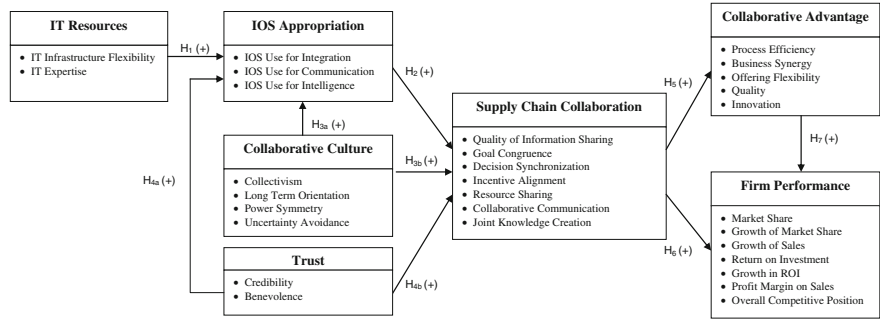 IT Resources
• IT Infrastructure Flexibility
• IT Expertise
H1 (+)
IOS Appropriation
• IOS Use for Integration
• IOS Use for Communication
• IOS Use for Intelligence
H2 (+)
H3a (+)
Collaborative Culture
• Collectivism
• Long Term Orientation
• Power Symmetry
• Uncertainty Avoidance
H3b (+)
H4a (+)
Trust
• Credibility
• Benevolence
H4b (+)
Supply Chain Collaboration
• Quality of Information Sharing
• Goal Congruence
• Decision Synchronization
• Incentive Alignment
• Resource Sharing
• Collaborative Communication
• Joint Knowledge Creation
H5 (+)
H6 (+)
Collaborative Advantage
• Process Efficiency
• Business Synergy
• Offering Flexibility
• Quality
• Innovation
H7 (+)
Firm Performance
• Market Share
• Growth of Market Share
• Growth of Sales
• Return on Investment
• Growth in ROI
• Profit Margin on Sales
• Overall Competitive Position